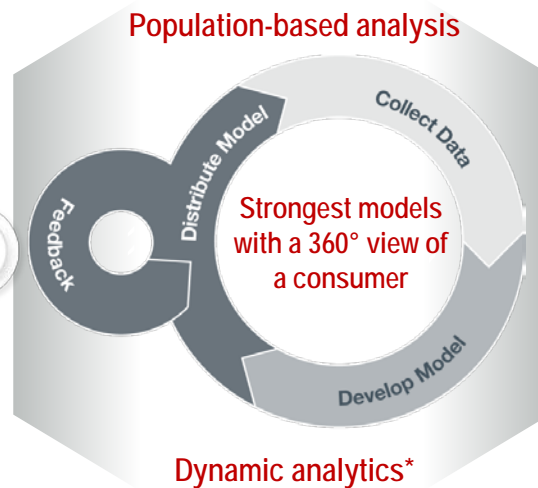 Population-based analysis
Collect Data
Distribute Model
Feedback
Strongest models
with a 360° view of
a consumer
Develop Model
Dynamic analytics*